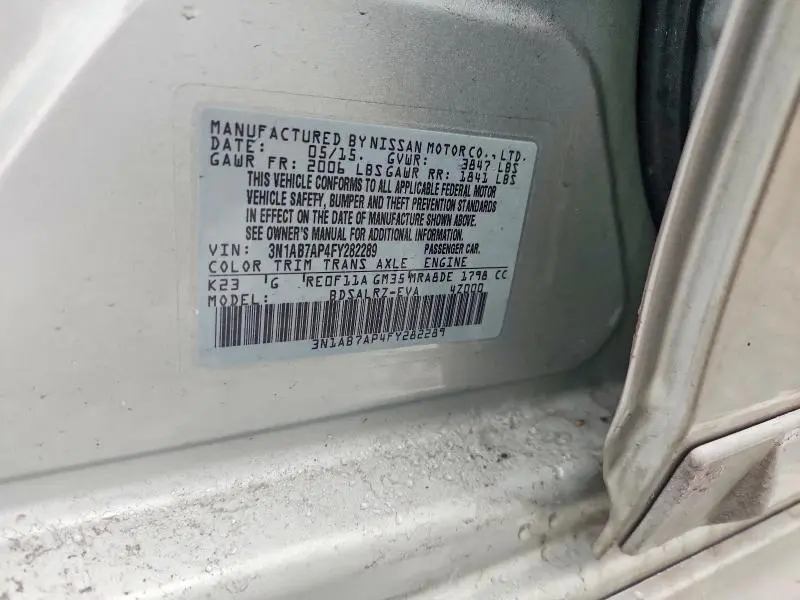 MANUFACTURED BY NISSAN MOTOR CO., LTD.
DATE: 05/15. GVWR: 3847 LBS
GAWR FR: 2006 LBS GAWR RR: 1841 LBS
THIS VEHICLE CONFORMS TO ALL APPLICABLE FEDERAL MOTOR
VEHICLE SAFETY, BUMPER AND THEFT PREVENTION STANDARDS
IN EFFECT ON THE DATE OF MANUFACTURE SHOWN ABOVE.
SEE OWNER'S MANUAL FOR ADDITIONAL INFORMATION
VIN: 3N1AB7AP4FY282289 PASSENGER CAR.
COLOR TRIM TRANS AXLE ENGINE
K23 G RE0F11A GM35 MRA8DE 1798 CC
MODEL: BDSALRZ-EVA 4Z000
3N1AB7AP4FY282289